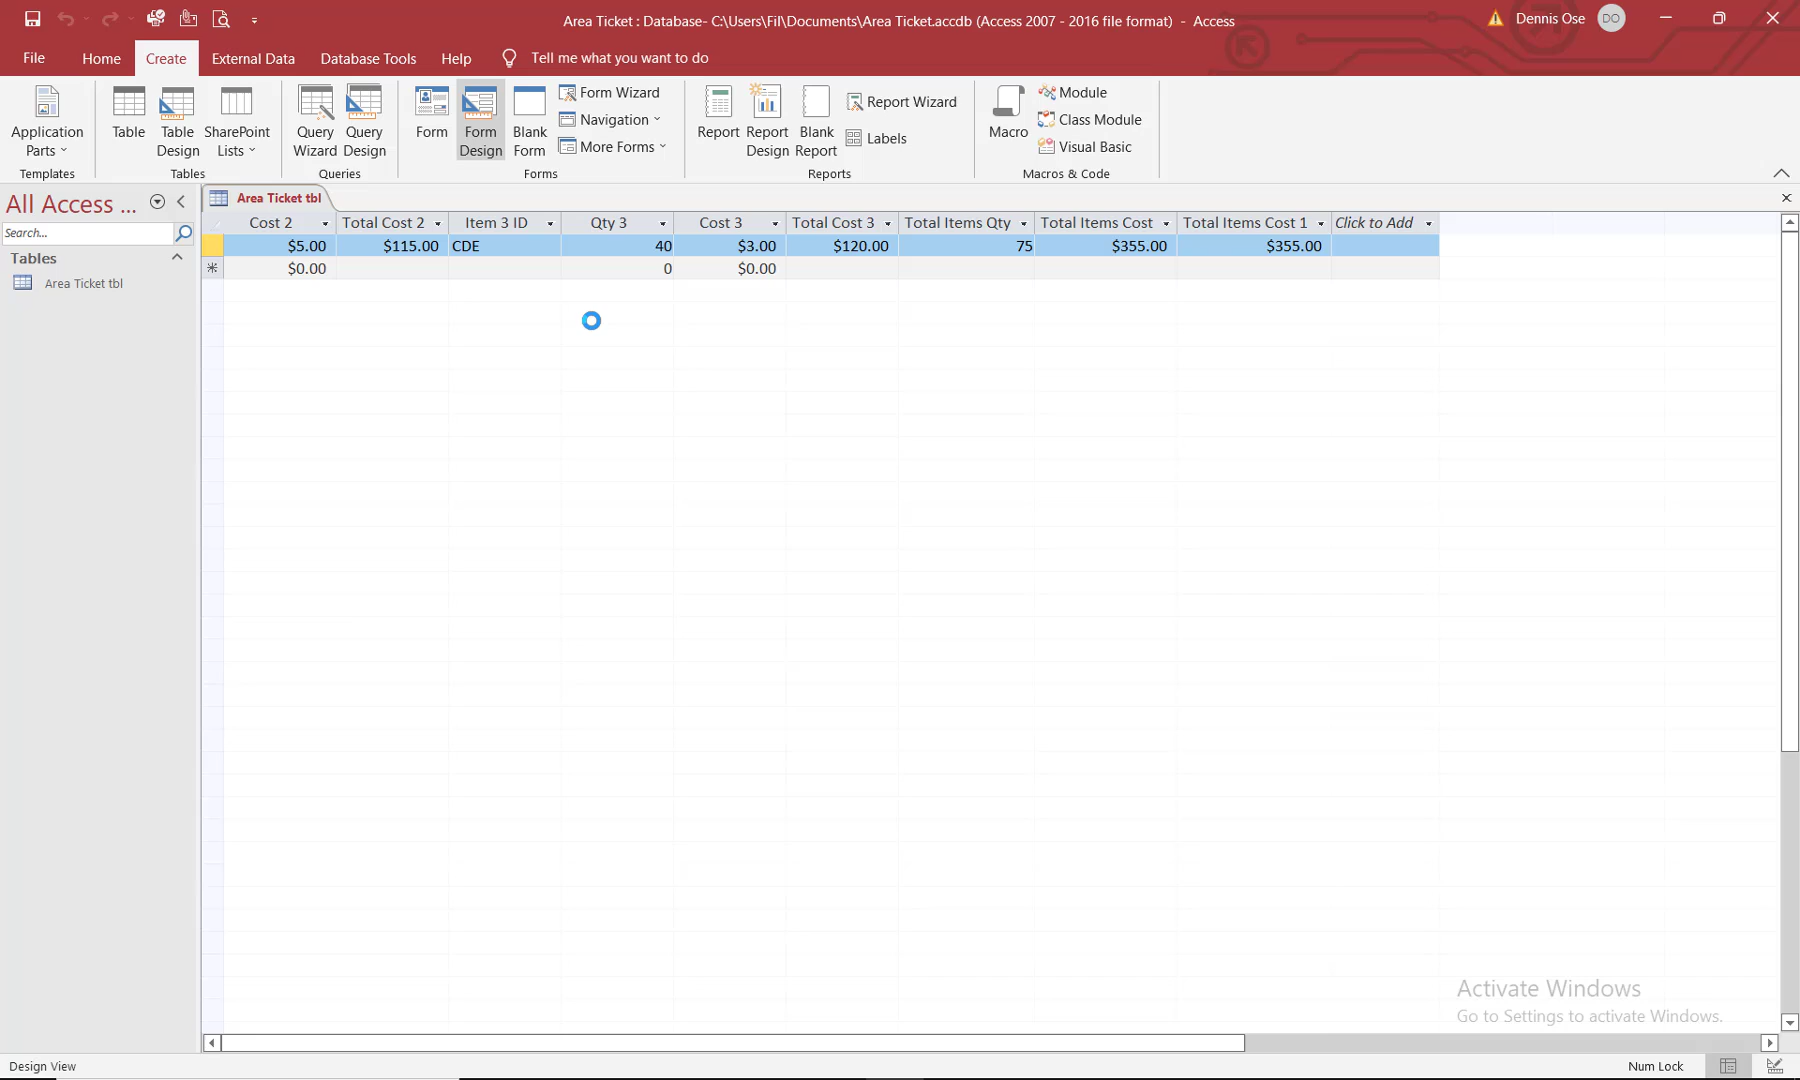 Area Ticket : Database- C:\Users\Fil\Documents\Area Ticket.accdb (Access 2007 - 2016 file format) - Access
Dennis Ose
DO
File
Home
Create
External Data
Database Tools
Help
Tell me what you want to do
Application Parts
Templates
Table
Table Design
SharePoint Lists
Tables
Query Wizard
Query Design
Queries
Form
Form Design
Blank Form
Form Wizard
Navigation
More Forms
Forms
Report
Report Design
Blank Report
Report Wizard
Labels
Reports
Macro
Module
Class Module
Visual Basic
Macros & Code
All Access ...
Search...
Tables
Area Ticket tbl
Area Ticket tbl
Cost 2 Total Cost 2 Item 3 ID Qty 3 Cost 3 Total Cost 3 Total Items Qty Total Items Cost Total Items Cost 1 Click to Add
$5.00 $115.00 CDE 40 $3.00 $120.00 75 $355.00 $355.00
$0.00 0 $0.00
Activate Windows
Go to Settings to activate Windows.
Design View
Num Lock